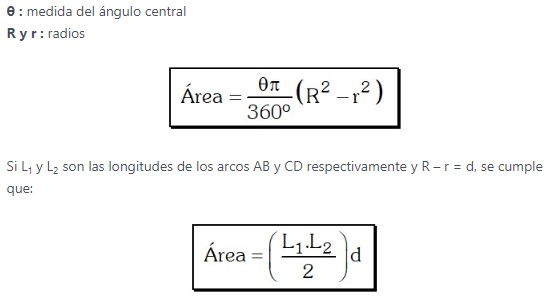 θ : medida del ángulo central
R y r : radios
Área = θπ/360º (R² – r²)
Si L₁ y L₂ son las longitudes de los arcos AB y CD respectivamente y R – r = d, se cumple
que:
Área = (L₁.L₂/2)d